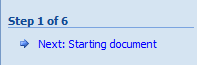 Step 1 of 6
Next: Starting document